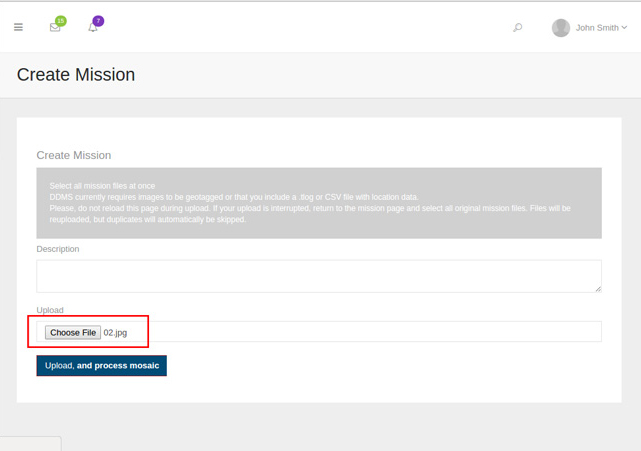 15
7
John Smith
Create Mission
Create Mission
Select all mission files at once
DDMS currently requires images to be geotagged or that you include a .tlog or CSV file with location data.
Please, do not reload this page during upload. If your upload is interrupted, return to the mission page and select all original mission files. Files will be
reuploaded, but duplicates will automatically be skipped.
Description
Upload
Choose File 02.jpg
Upload, and process mosaic